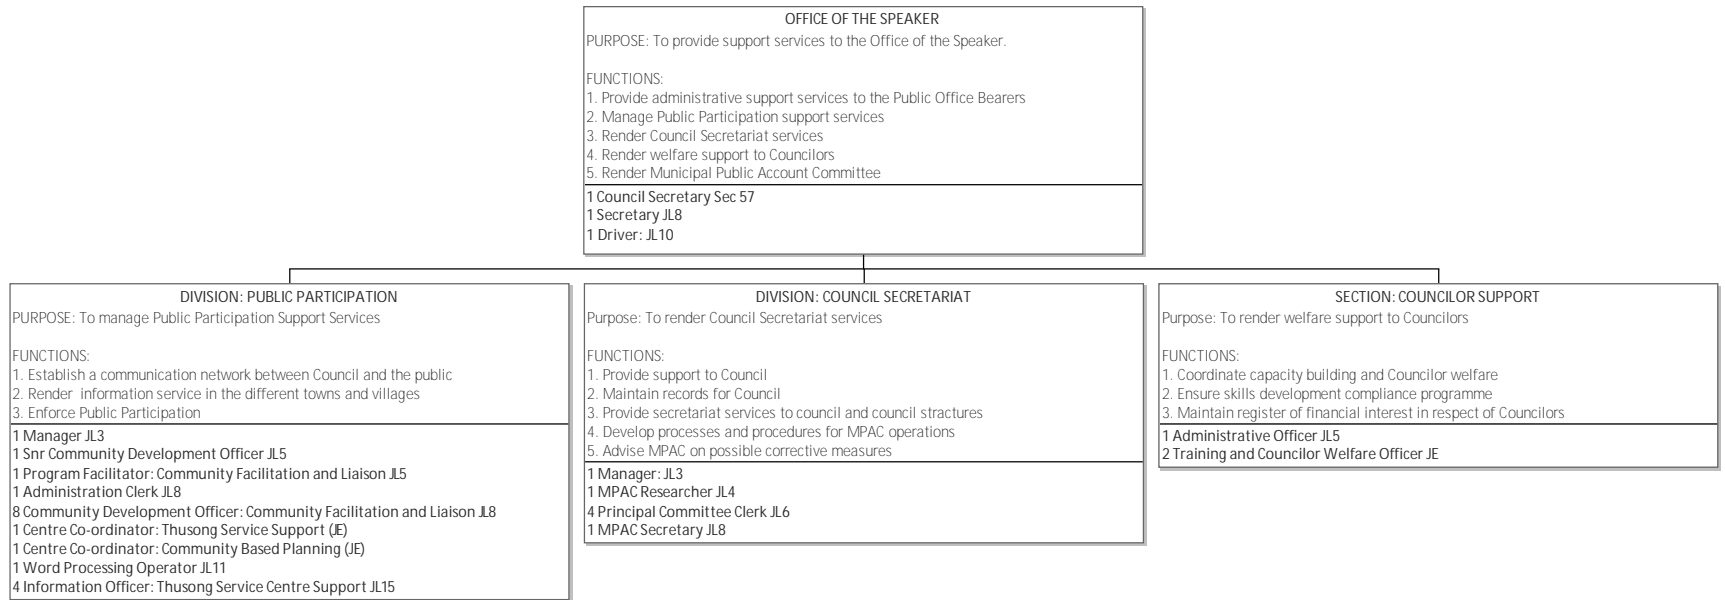 OFFICE OF THE SPEAKER
PURPOSE: To provide support services to the Office of the Speaker.
FUNCTIONS:
1. Provide administrative support services to the Public Office Bearers
2. Manage Public Participation support services
3. Render Council Secretariat services
4. Render welfare support to Councilors
5. Render Municipal Public Account Committee
1 Council Secretary Sec 57
1 Secretary JL8
1 Driver: JL10
DIVISION: PUBLIC PARTICIPATION
PURPOSE: To manage Public Participation Support Services
FUNCTIONS:
1. Establish a communication network between Council and the public
2. Render information service in the different towns and villages
3. Enforce Public Participation
1 Manager JL3
1 Snr Community Development Officer JL5
1 Program Facilitator: Community Facilitation and Liaison JL5
1 Administration Clerk JL8
8 Community Development Officer: Community Facilitation and Liaison JL8
1 Centre Co-ordinator: Thusong Service Support (JE)
1 Centre Co-ordinator: Community Based Planning (JE)
1 Word Processing Operator JL11
4 Information Officer: Thusong Service Centre Support JL15
DIVISION: COUNCIL SECRETARIAT
Purpose: To render Council Secretariat services
FUNCTIONS:
1. Provide support to Council
2. Maintain records for Council
3. Provide secretariat services to council and council stractures
4. Develop processes and procedures for MPAC operations
5. Advise MPAC on possible corrective measures
1 Manager: JL3
1 MPAC Researcher JL4
4 Principal Committee Clerk JL6
1 MPAC Secretary JL8
SECTION: COUNCILOR SUPPORT
Purpose: To render welfare support to Councilors
FUNCTIONS:
1. Coordinate capacity building and Councilor welfare
2. Ensure skills development compliance programme
3. Maintain register of financial interest in respect of Councilors
1 Administrative Officer JL5
2 Training and Councilor Welfare Officer JE